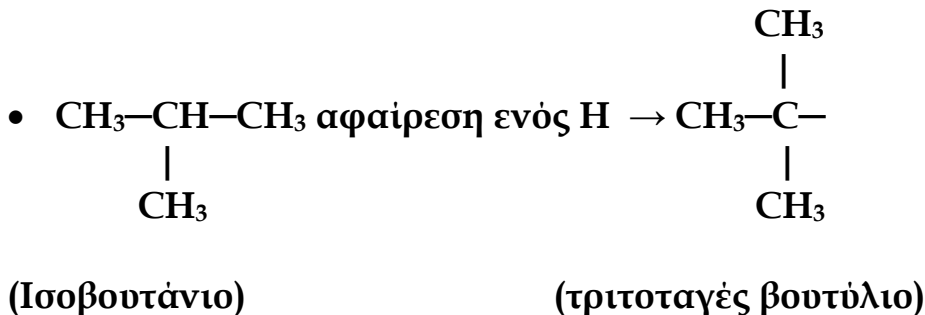 CH₃
|
• CH₃─CH─CH₃ αφαίρεση ενός Η → CH₃─C─
| |
CH₃ CH₃
(Ισοβουτάνιο) (τριτοταγές βουτύλιο)